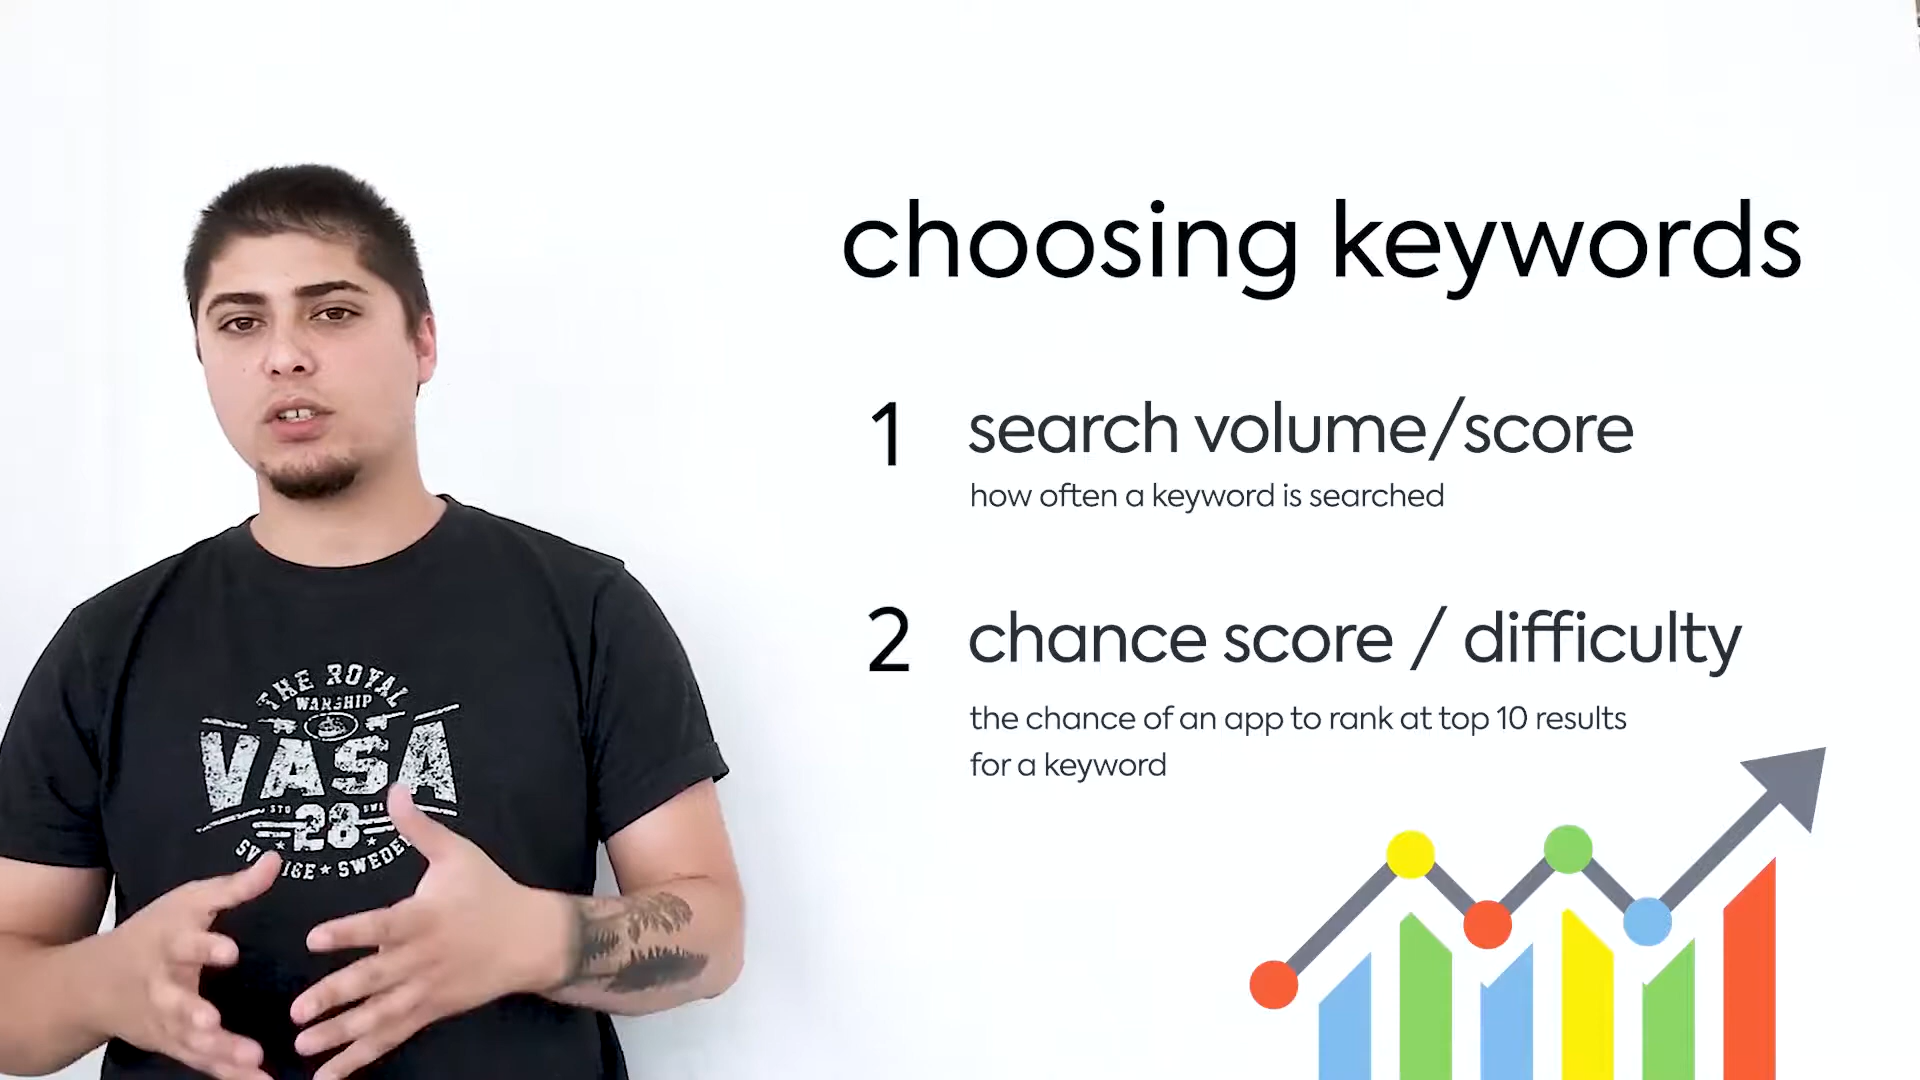 choosing keywords
1 search volume/score
how often a keyword is searched
2 chance score / difficulty
the chance of an app to rank at top 10 results
for a keyword
THE ROYAL
WARSHIP
VASA
STO
28
SWEDEN